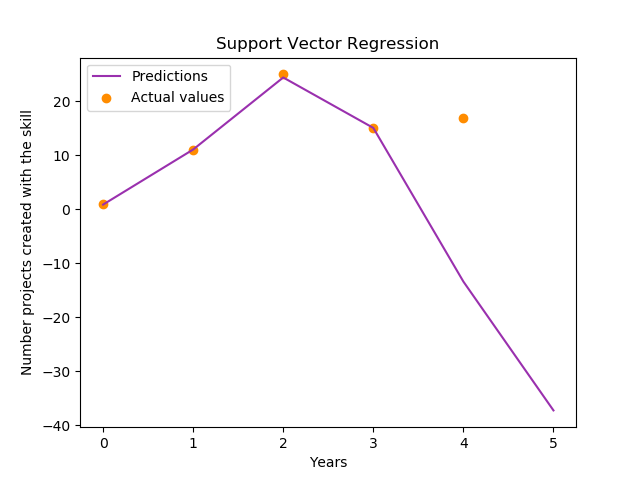 Support Vector Regression
Predictions
Actual values
Number projects created with the skill
20
10
0
−10
−20
−30
−40
0 1 2 3 4 5
Years